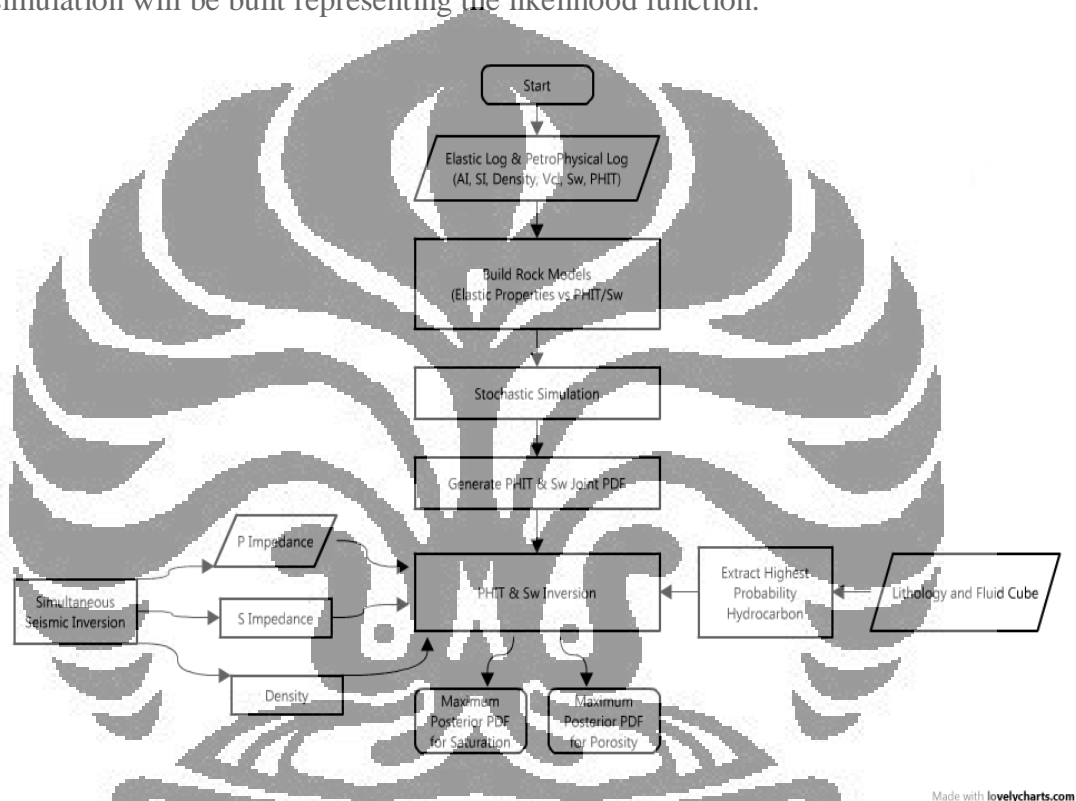 simulation will be built representing the likelihood function.
Start
Elastic Log & PetroPhysical Log
(AI, SI, Density, Vcl, Sw, PHIT)
Build Rock Models
(Elastic Properties vs PHIT/Sw
Stochastic Simulation
Generate PHIT & Sw Joint PDF
P Impedance
Simultaneous
Seismic Inversion
S Impedance
Density
PHIT & Sw Inversion
Extract Highest
Probability
Hydrocarbon
Lithology and Fluid Cube
Maximum
Posterior PDF
for Saturation
Maximum
Posterior PDF
for Porosity
Made with lovelycharts.com